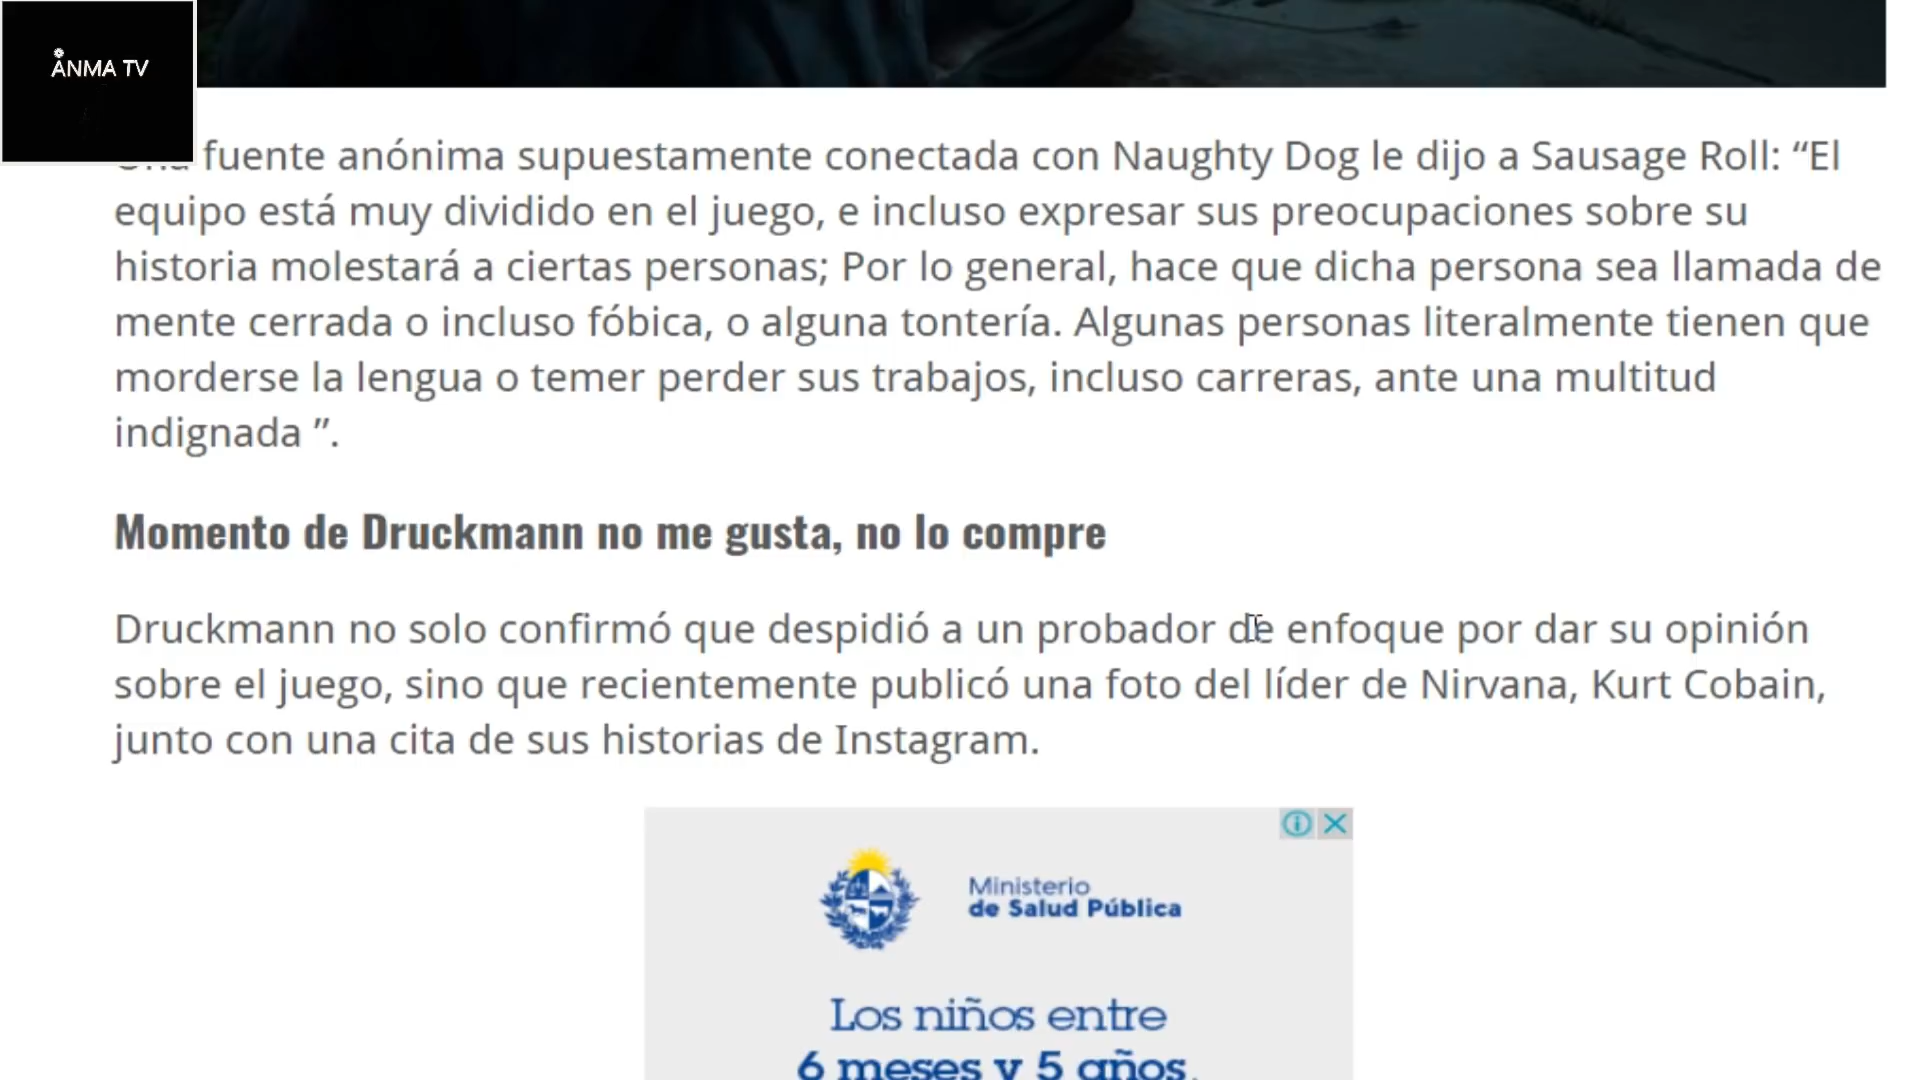 ANMA TV
fuente anónima supuestamente conectada con Naughty Dog le dijo a Sausage Roll: “El
equipo está muy dividido en el juego, e incluso expresar sus preocupaciones sobre su
historia molestará a ciertas personas; Por lo general, hace que dicha persona sea llamada de
mente cerrada o incluso fóbica, o alguna tontería. Algunas personas literalmente tienen que
morderse la lengua o temer perder sus trabajos, incluso carreras, ante una multitud
indignada ”.
Momento de Druckmann no me gusta, no lo compre
Druckmann no solo confirmó que despidió a un probador de enfoque por dar su opinión
sobre el juego, sino que recientemente publicó una foto del líder de Nirvana, Kurt Cobain,
junto con una cita de sus historias de Instagram.
Ministerio
de Salud Pública
Los niños entre
6 meses y 5 años,